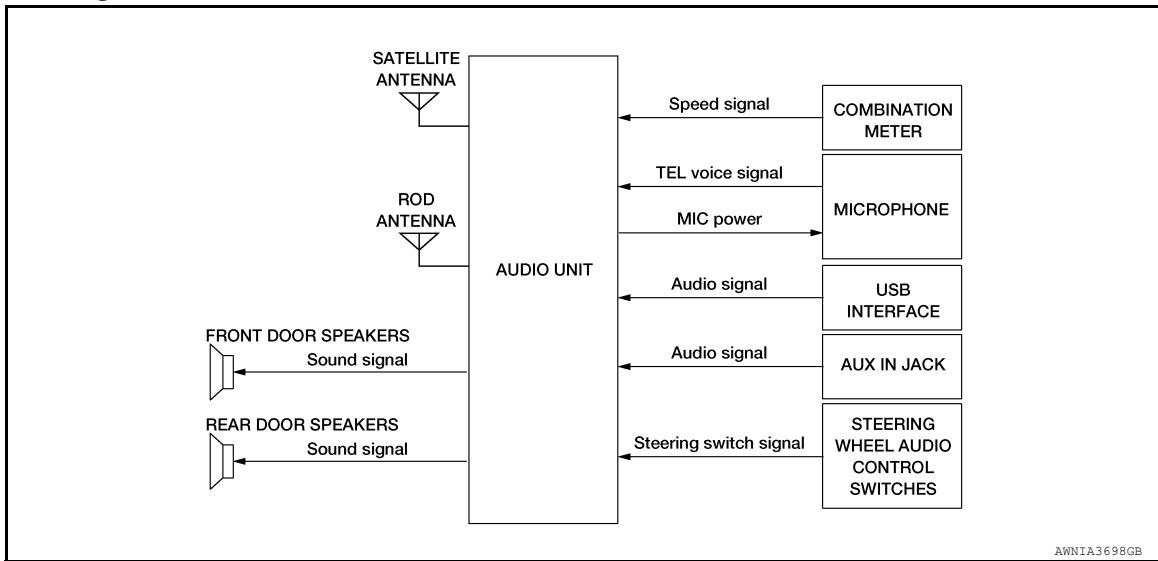 SATELLITE
ANTENNA
ROD
ANTENNA
FRONT DOOR SPEAKERS
Sound signal
REAR DOOR SPEAKERS
Sound signal
AUDIO UNIT
Speed signal
COMBINATION
METER
TEL voice signal
MIC power
MICROPHONE
Audio signal
USB
INTERFACE
Audio signal
AUX IN JACK
Steering switch signal
STEERING
WHEEL AUDIO
CONTROL
SWITCHES
AWNIA3698GB